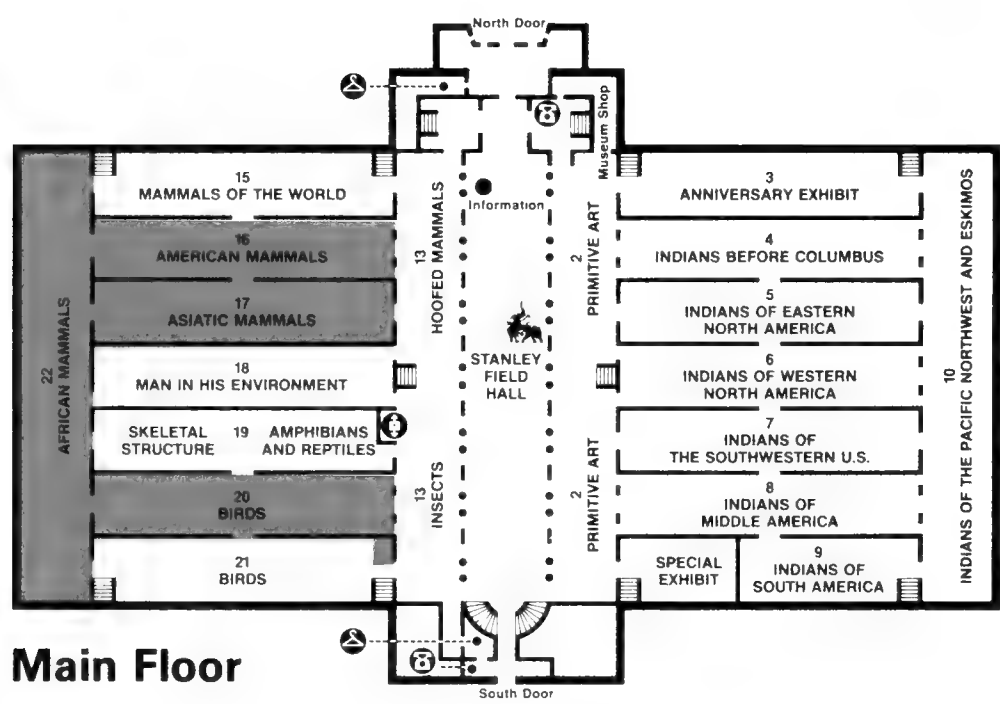 North Door
Museum Shop
Information
15
MAMMALS OF THE WORLD
16
AMERICAN MAMMALS
17
ASIATIC MAMMALS
18
MAN IN HIS ENVIRONMENT
SKELETAL
STRUCTURE
19
AMPHIBIANS
AND REPTILES
20
BIRDS
21
BIRDS
22
AFRICAN MAMMALS
13
HOOFED MAMMALS
13
INSECTS
STANLEY
FIELD
HALL
2
PRIMITIVE ART
2
PRIMITIVE ART
3
ANNIVERSARY EXHIBIT
4
INDIANS BEFORE COLUMBUS
5
INDIANS OF EASTERN
NORTH AMERICA
6
INDIANS OF WESTERN
NORTH AMERICA
7
INDIANS OF
THE SOUTHWESTERN U.S.
8
INDIANS OF
MIDDLE AMERICA
SPECIAL
EXHIBIT
9
INDIANS OF
SOUTH AMERICA
10
INDIANS OF THE PACIFIC NORTHWEST AND ESKIMOS
Main Floor
South Door